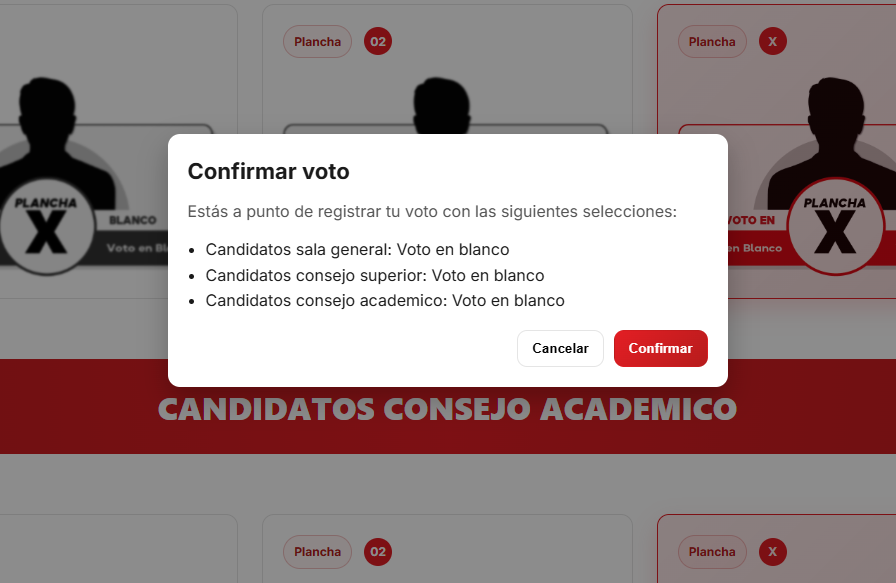 Plancha 02
Plancha X
Confirmar voto
Estás a punto de registrar tu voto con las siguientes selecciones:
Candidatos sala general: Voto en blanco
Candidatos consejo superior: Voto en blanco
Candidatos consejo academico: Voto en blanco
Cancelar
Confirmar
PLANCHA
X
BLANCO
Voto en Bl
VOTO EN
en Blanco
PLANCHA
X
CANDIDATOS CONSEJO ACADEMICO
Plancha 02
Plancha X